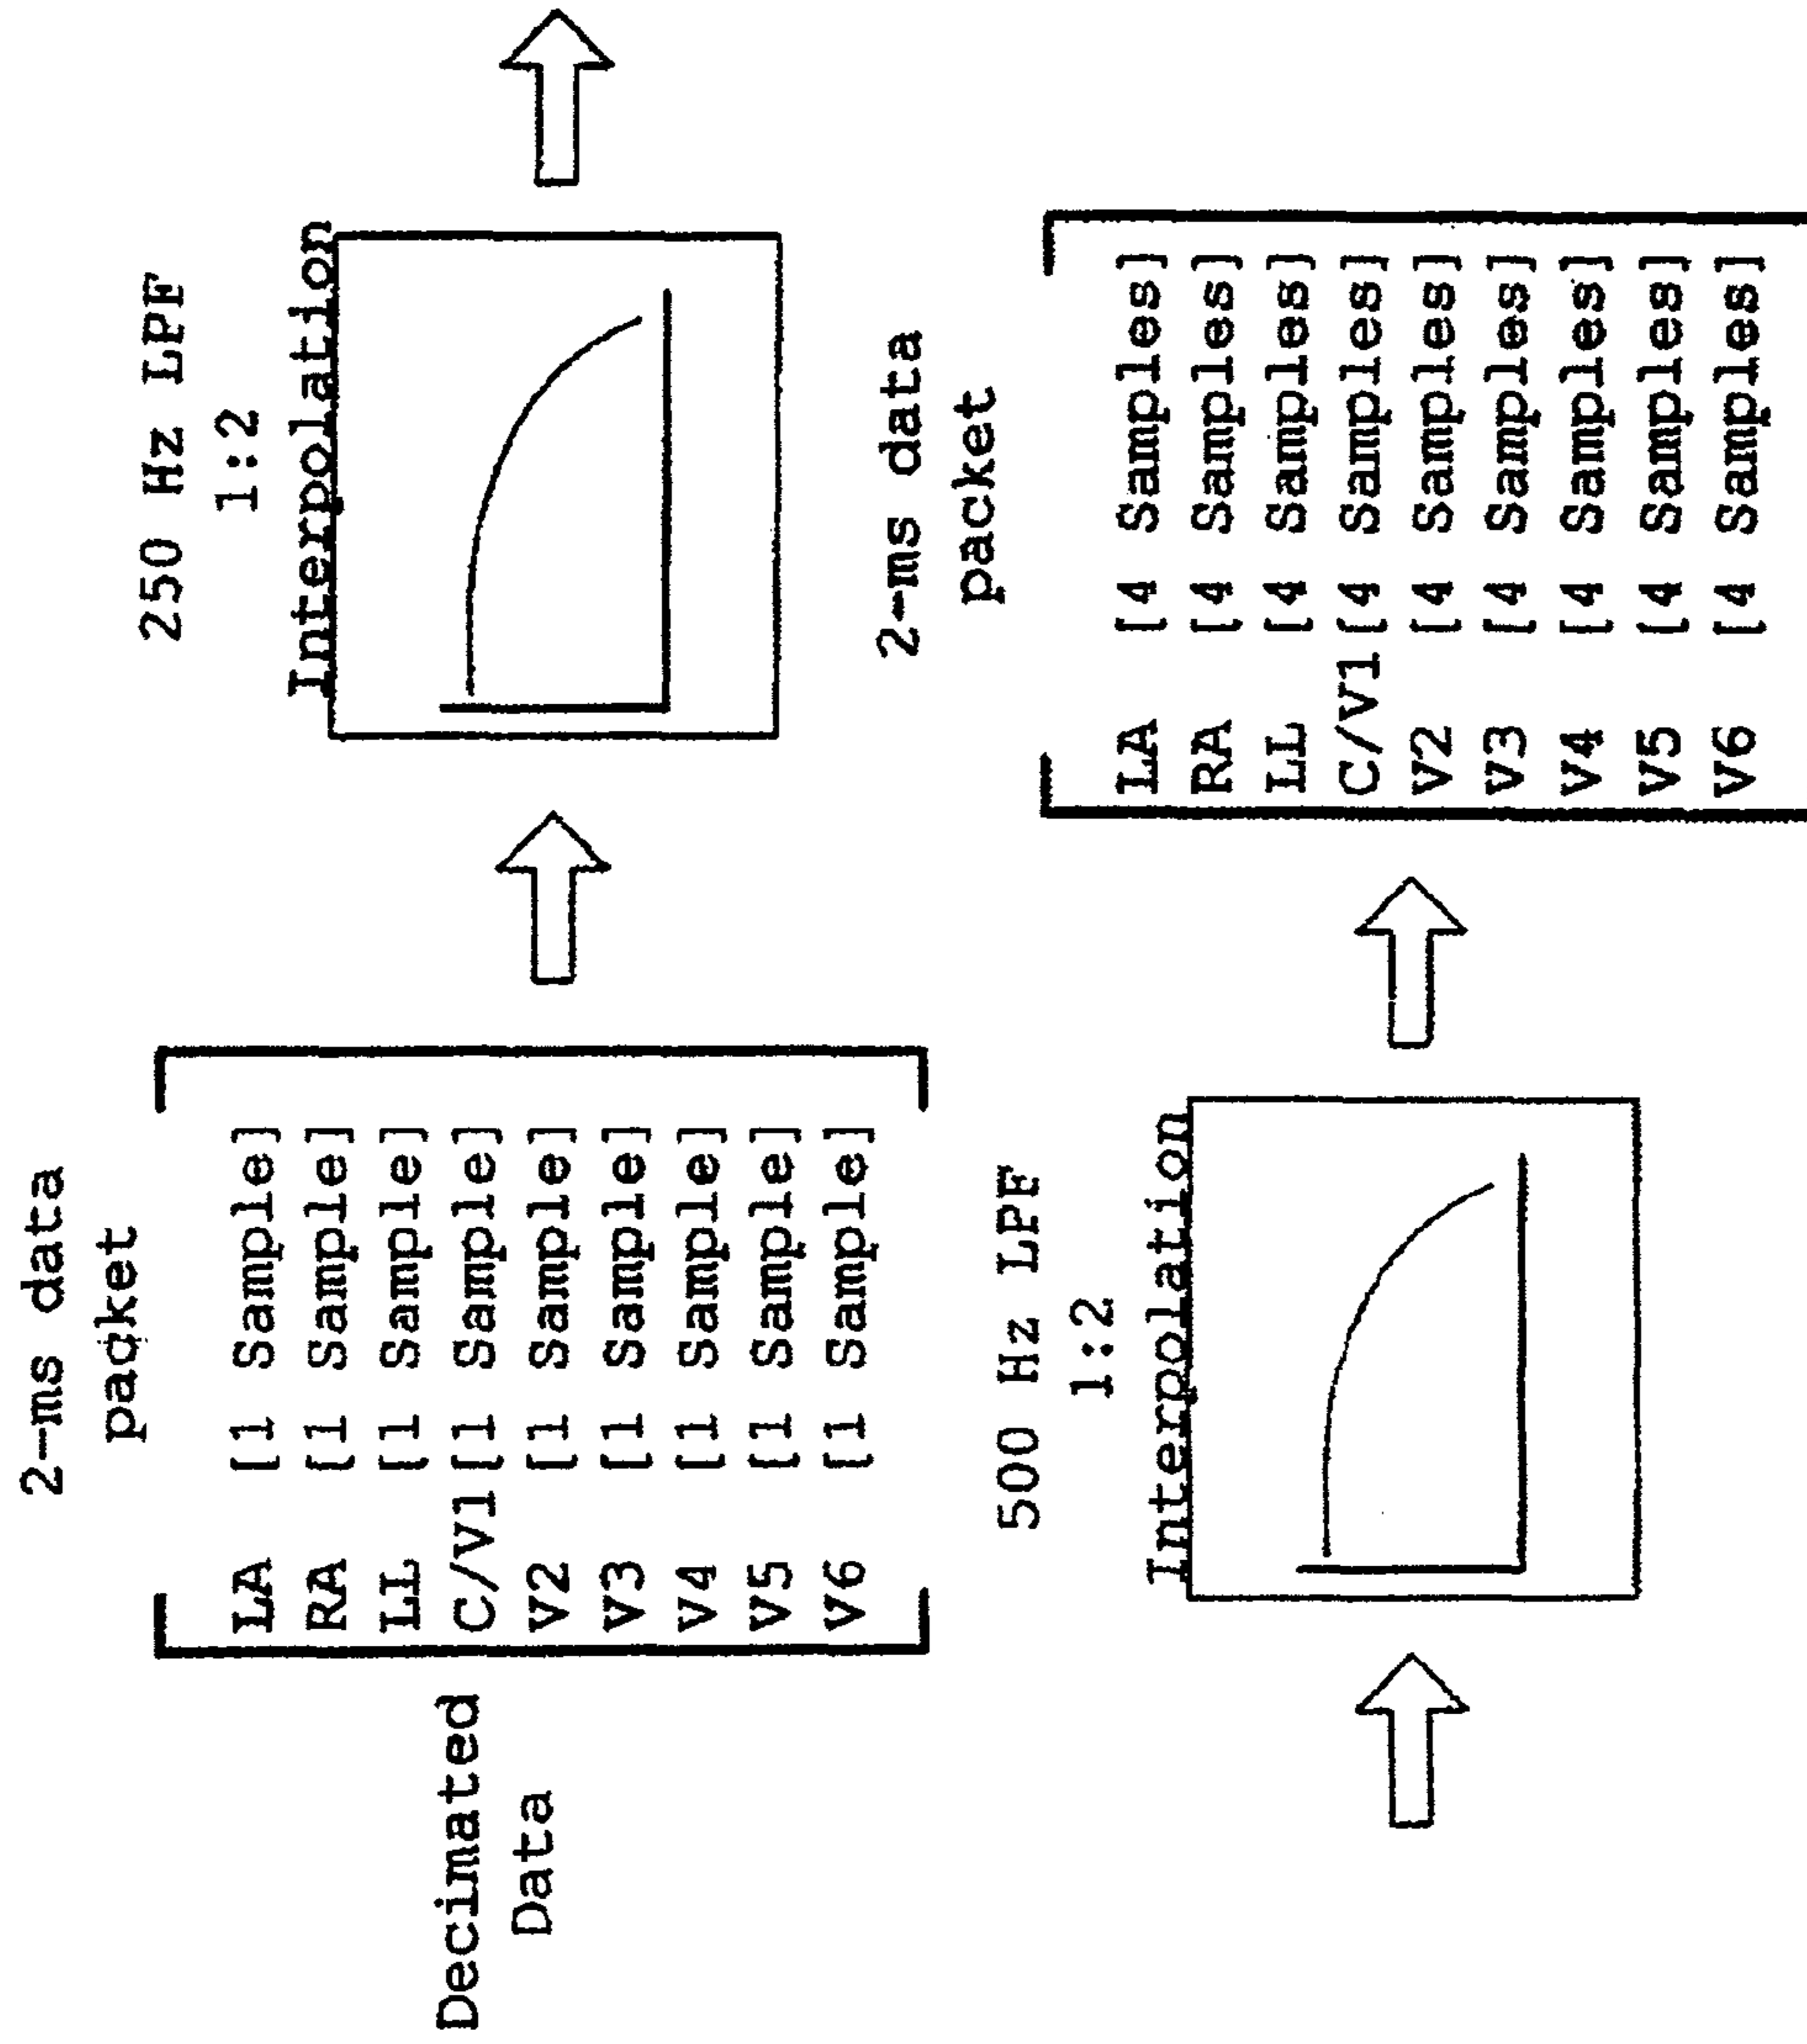 2-ms data
packet
Decimated
Data
LA [1 Sample]
RA [1 Sample]
LL [1 Sample]
C/V1[1 Sample]
V2 [1 Sample]
V3 [1 Sample]
V4 [1 Sample]
V5 [1 Sample]
V6 [1 Sample]
250 Hz LPF
1:2
Interpolation
500 Hz LPF
1:2
Interpolation
2-ms data
packet
LA [4 Samples]
RA [4 Samples]
LL [4 Samples]
C/V1[4 Samples]
V2 [4 Samples]
V3 [4 Samples]
V4 [4 Samples]
V5 [4 Samples]
V6 [4 Samples]